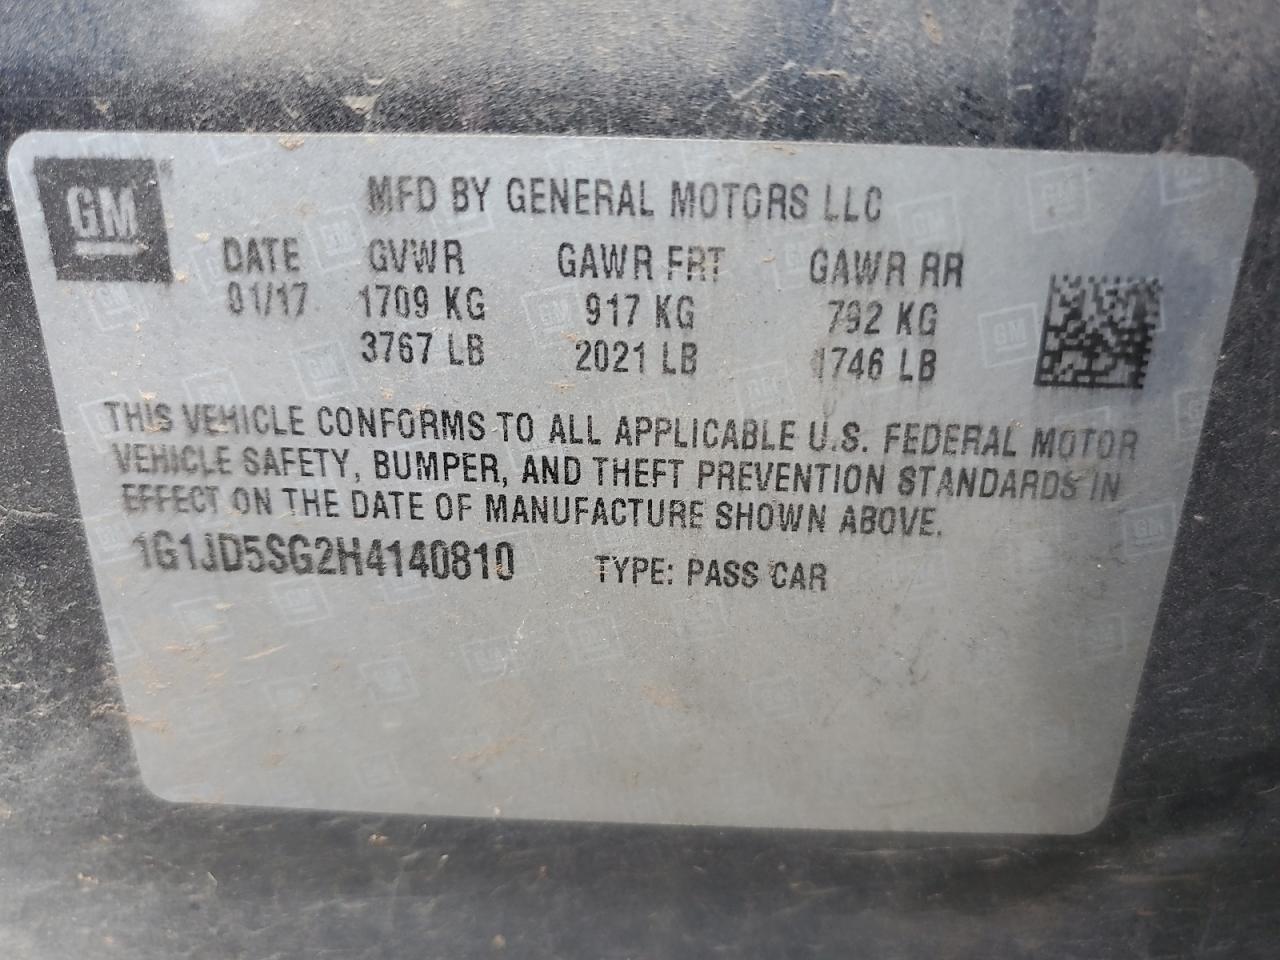 GM
MFD BY GENERAL MOTORS LLC
DATE GVWR GAWR FRT GAWR RR
01/17 1709 KG 917 KG 792 KG
3767 LB 2021 LB 1746 LB
THIS VEHICLE CONFORMS TO ALL APPLICABLE U.S. FEDERAL MOTOR
VEHICLE SAFETY, BUMPER, AND THEFT PREVENTION STANDARDS IN
EFFECT ON THE DATE OF MANUFACTURE SHOWN ABOVE.
1G1JD5SG2H4140810 TYPE: PASS CAR